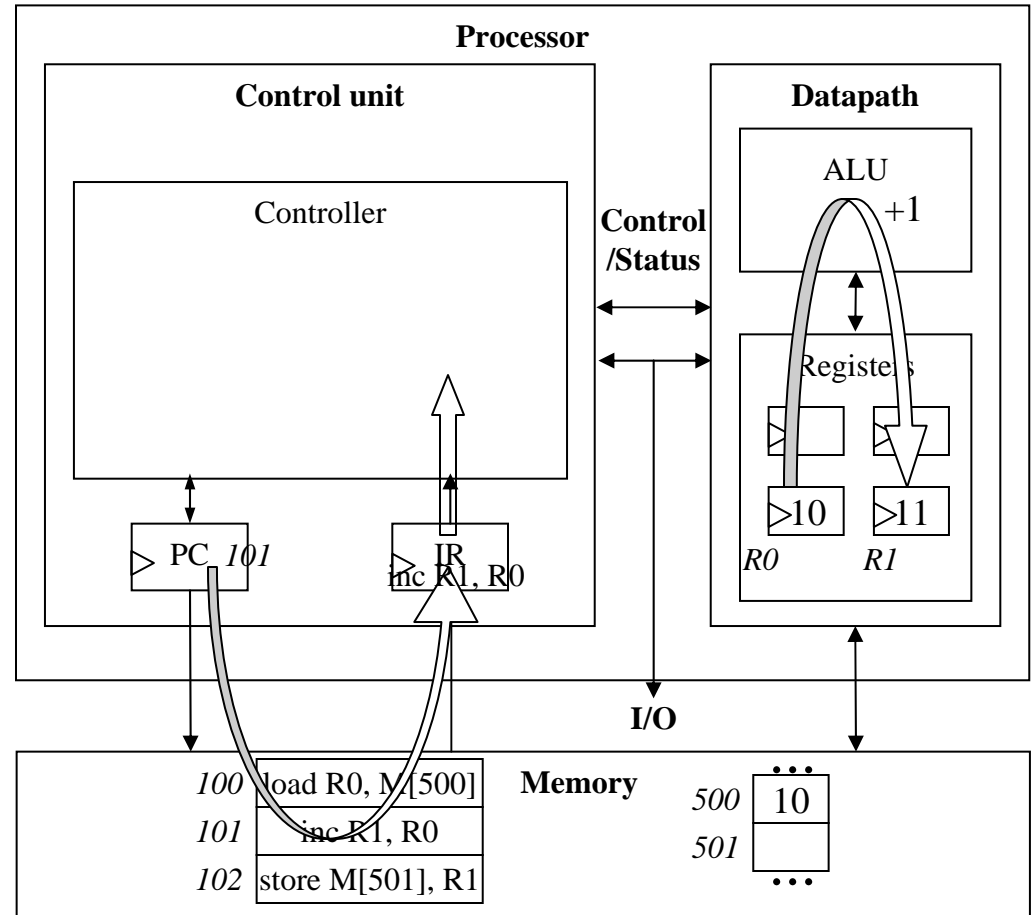 Processor
Control unit
Datapath
ALU
+1
Controller
Control
/Status
Registers
10
11
R0
R1
PC
101
IR
inc R1, R0
I/O
Memory
100
load R0, M[500]
101
inc R1, R0
102
store M[501], R1
...
500
10
501
...